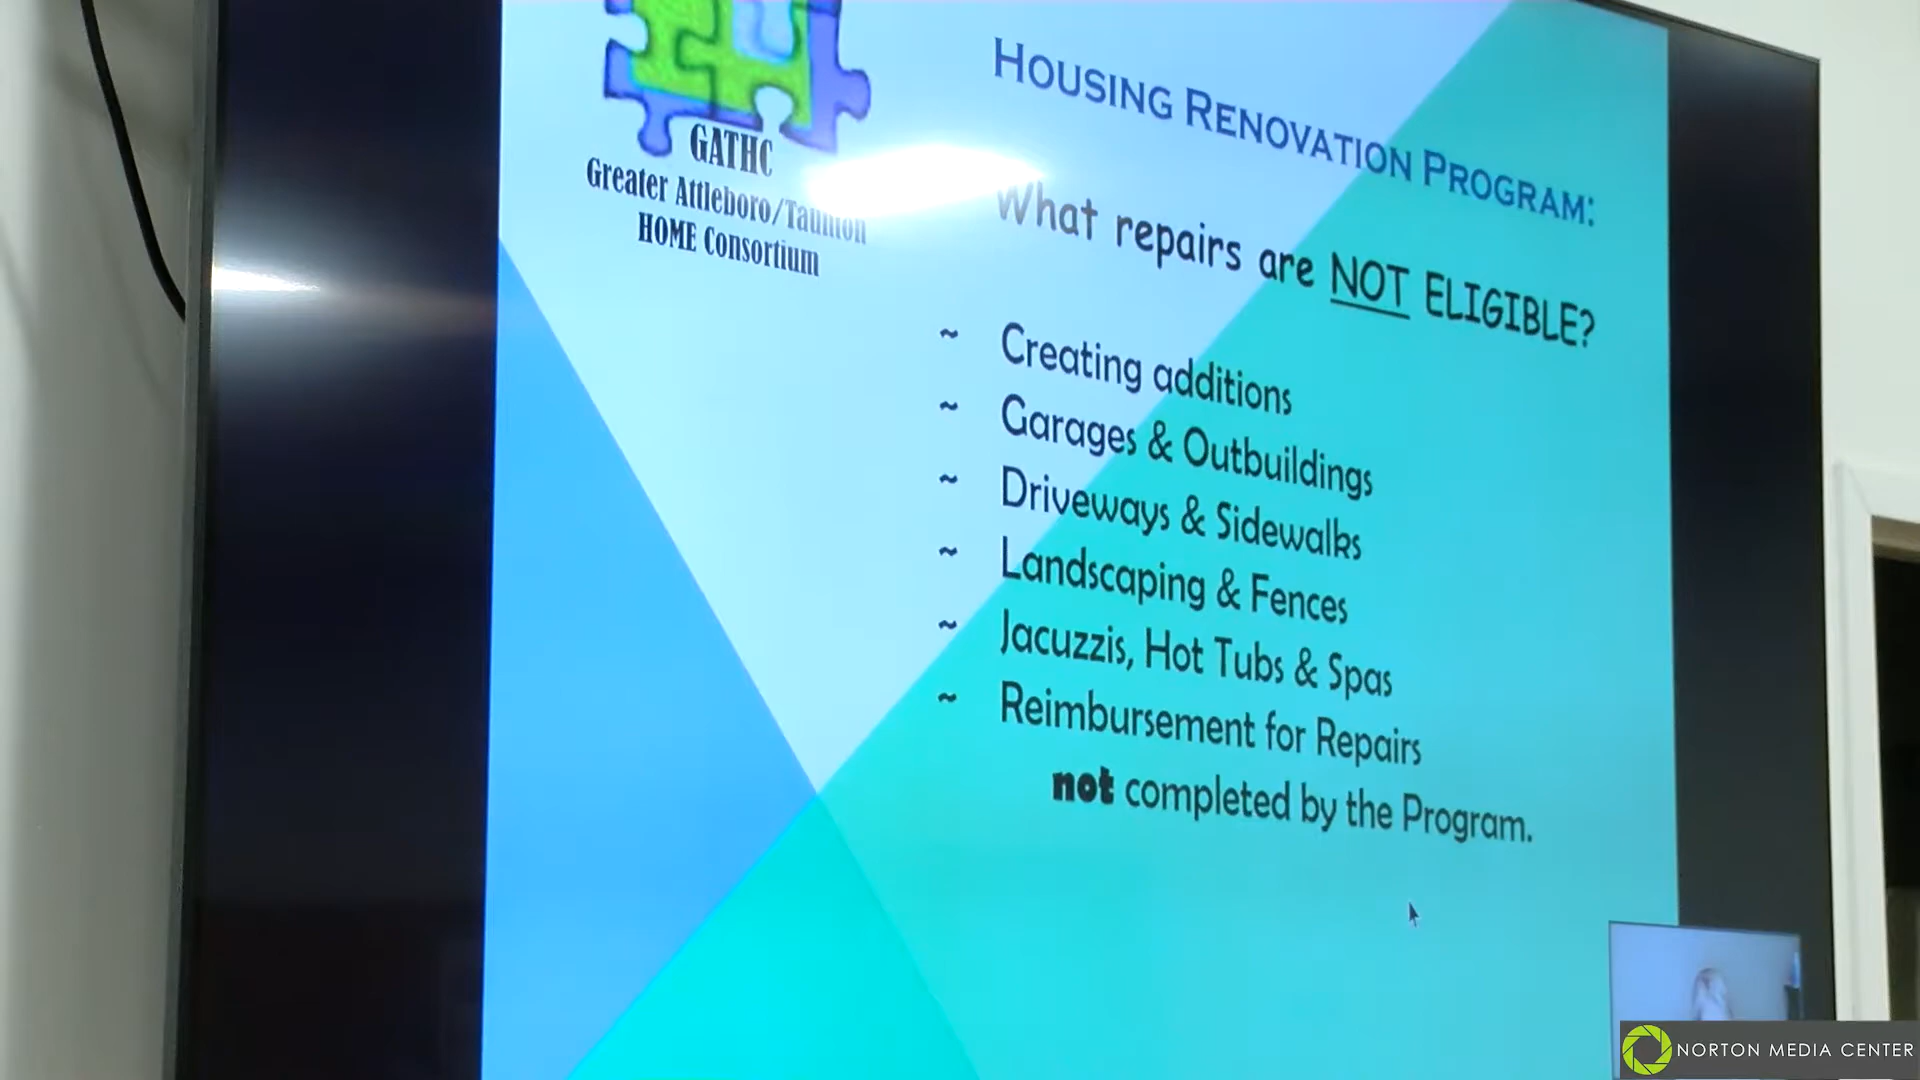 GATHC
Greater Attleboro/Taunton
HOME Consortium
HOUSING RENOVATION PROGRAM:
What repairs are NOT ELIGIBLE?
~ Creating additions
~ Garages & Outbuildings
~ Driveways & Sidewalks
~ Landscaping & Fences
~ Jacuzzis, Hot Tubs & Spas
~ Reimbursement for Repairs
not completed by the Program.
NORTON MEDIA CENTER